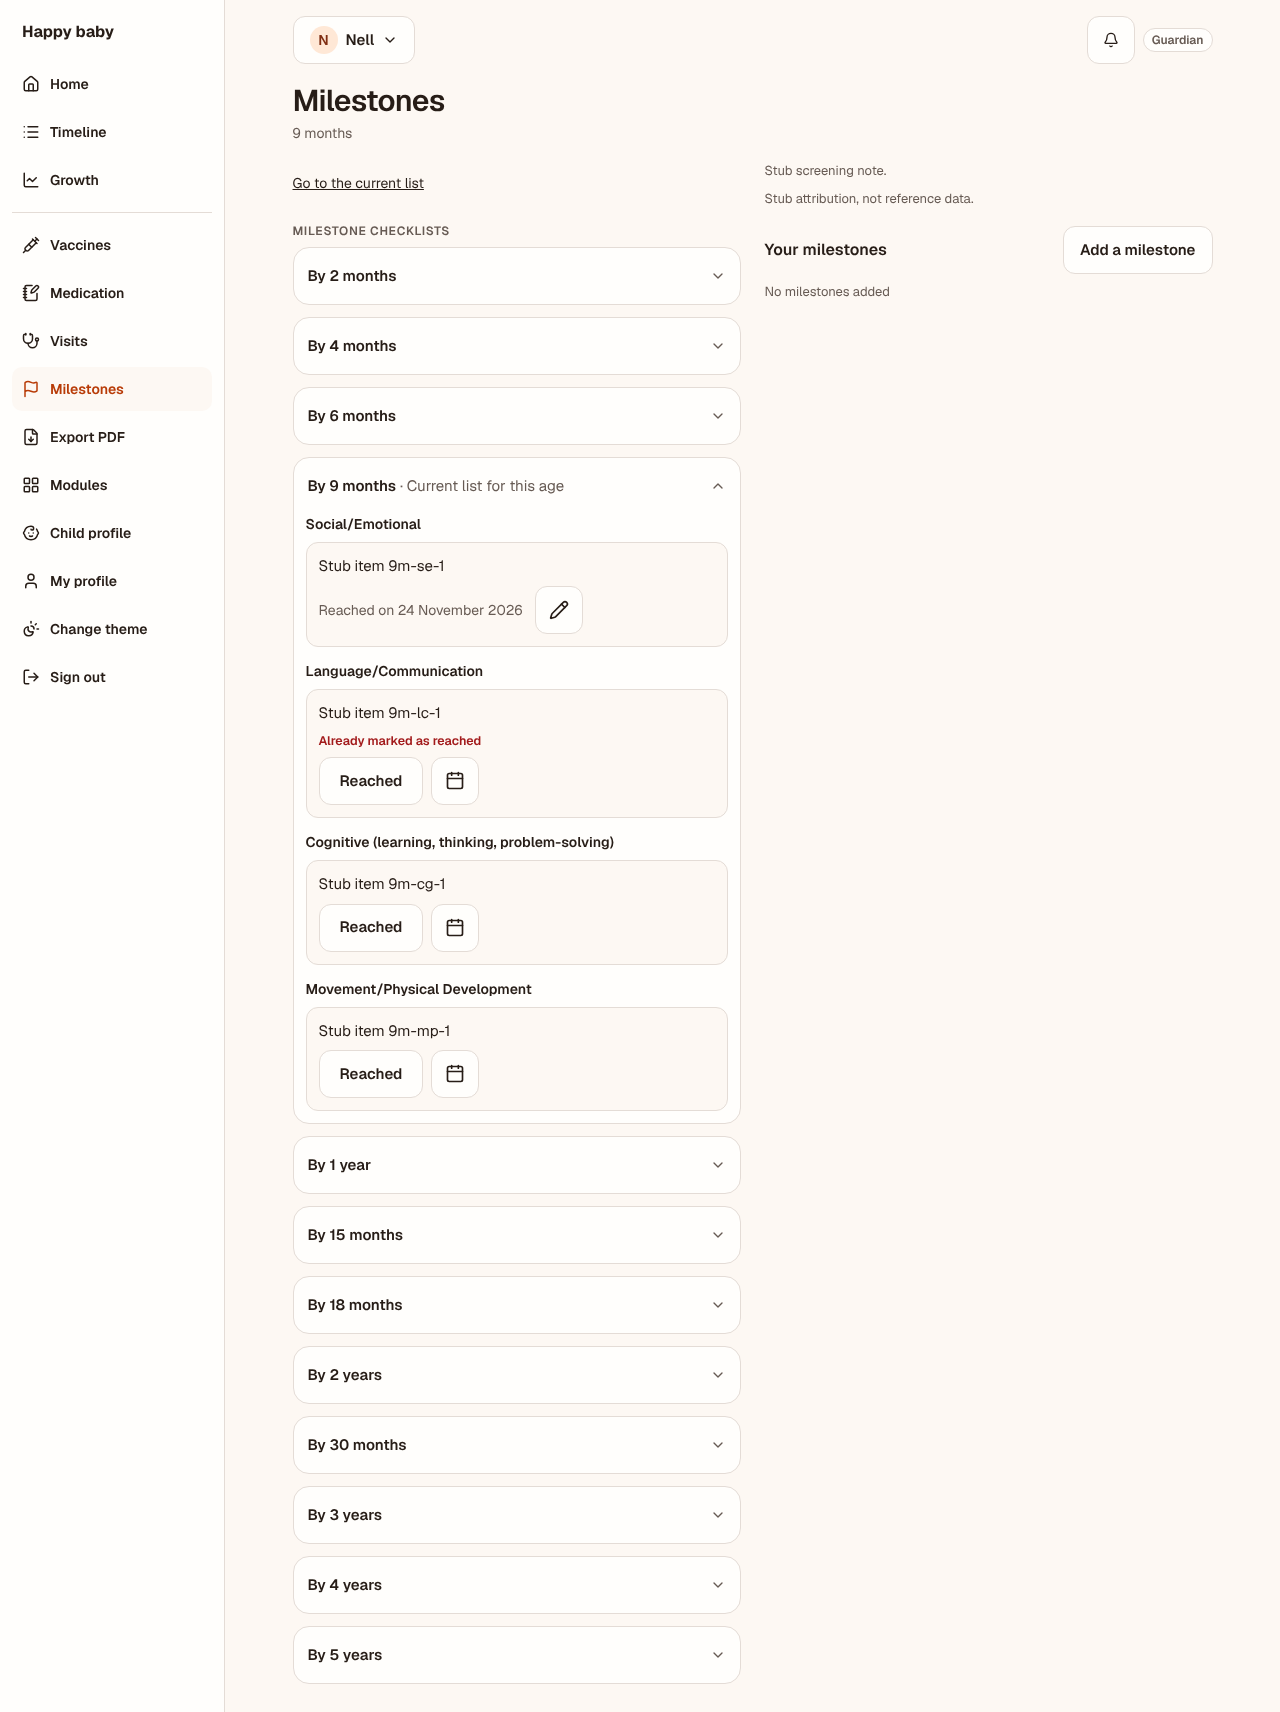 Happy baby
Home
Timeline
Growth
Vaccines
Medication
Visits
Milestones
Export PDF
Modules
Child profile
My profile
Change theme
Sign out
N Nell
Guardian
Milestones
9 months
Go to the current list
MILESTONE CHECKLISTS
By 2 months
By 4 months
By 6 months
By 9 months · Current list for this age
Social/Emotional
Stub item 9m-se-1
Reached on 24 November 2026
Language/Communication
Stub item 9m-lc-1
Already marked as reached
Reached
Cognitive (learning, thinking, problem-solving)
Stub item 9m-cg-1
Reached
Movement/Physical Development
Stub item 9m-mp-1
Reached
By 1 year
By 15 months
By 18 months
By 2 years
By 30 months
By 3 years
By 4 years
By 5 years
Stub screening note.
Stub attribution, not reference data.
Your milestones
Add a milestone
No milestones added